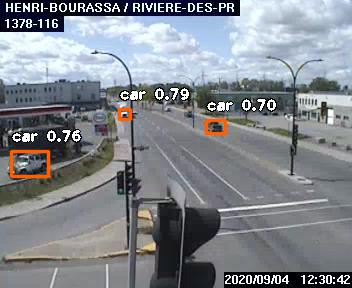 HENRI-BOURASSA / RIVIERE-DES-PR
1378-116
car 0.79
car 0.70
car 0.76
2020/09/04 12:30:42